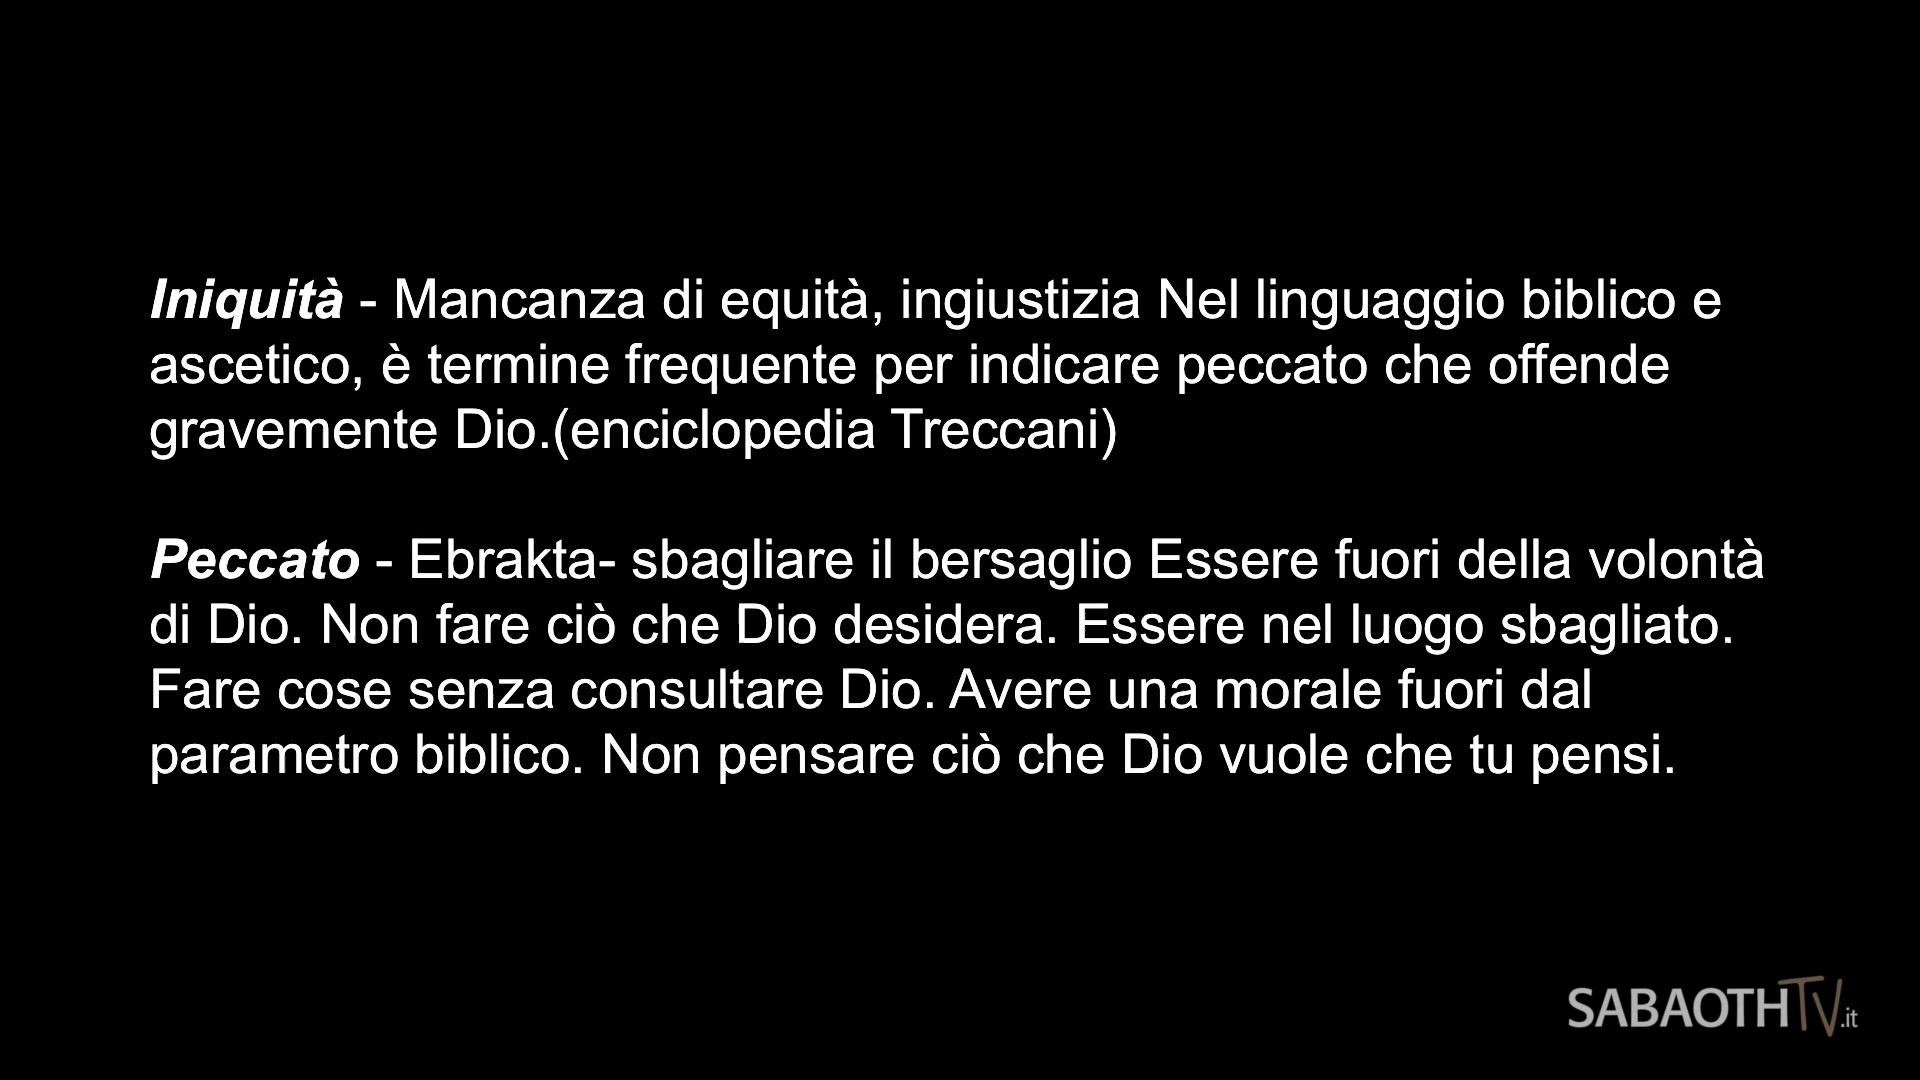 Iniquità - Mancanza di equità, ingiustizia Nel linguaggio biblico e
ascetico, è termine frequente per indicare peccato che offende
gravemente Dio.(enciclopedia Treccani)
Peccato - Ebrakta- sbagliare il bersaglio Essere fuori della volontà
di Dio. Non fare ciò che Dio desidera. Essere nel luogo sbagliato.
Fare cose senza consultare Dio. Avere una morale fuori dal
parametro biblico. Non pensare ciò che Dio vuole che tu pensi.
SABAOTHTV.it